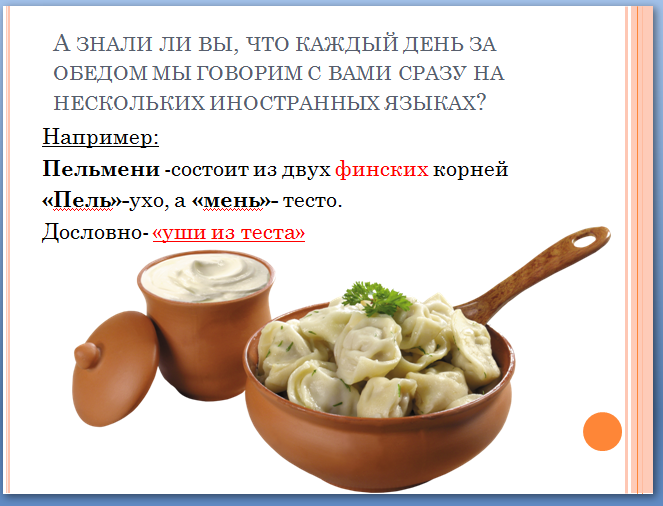 А ЗНАЛИ ЛИ ВЫ, ЧТО КАЖДЫЙ ДЕНЬ ЗА
ОБЕДОМ МЫ ГОВОРИМ С ВАМИ СРАЗУ НА
НЕСКОЛЬКИХ ИНОСТРАННЫХ ЯЗЫКАХ?
Например:
Пельмени -состоит из двух финских корней
«Пель»-ухо, а «мень»- тесто.
Дословно- «уши из теста»